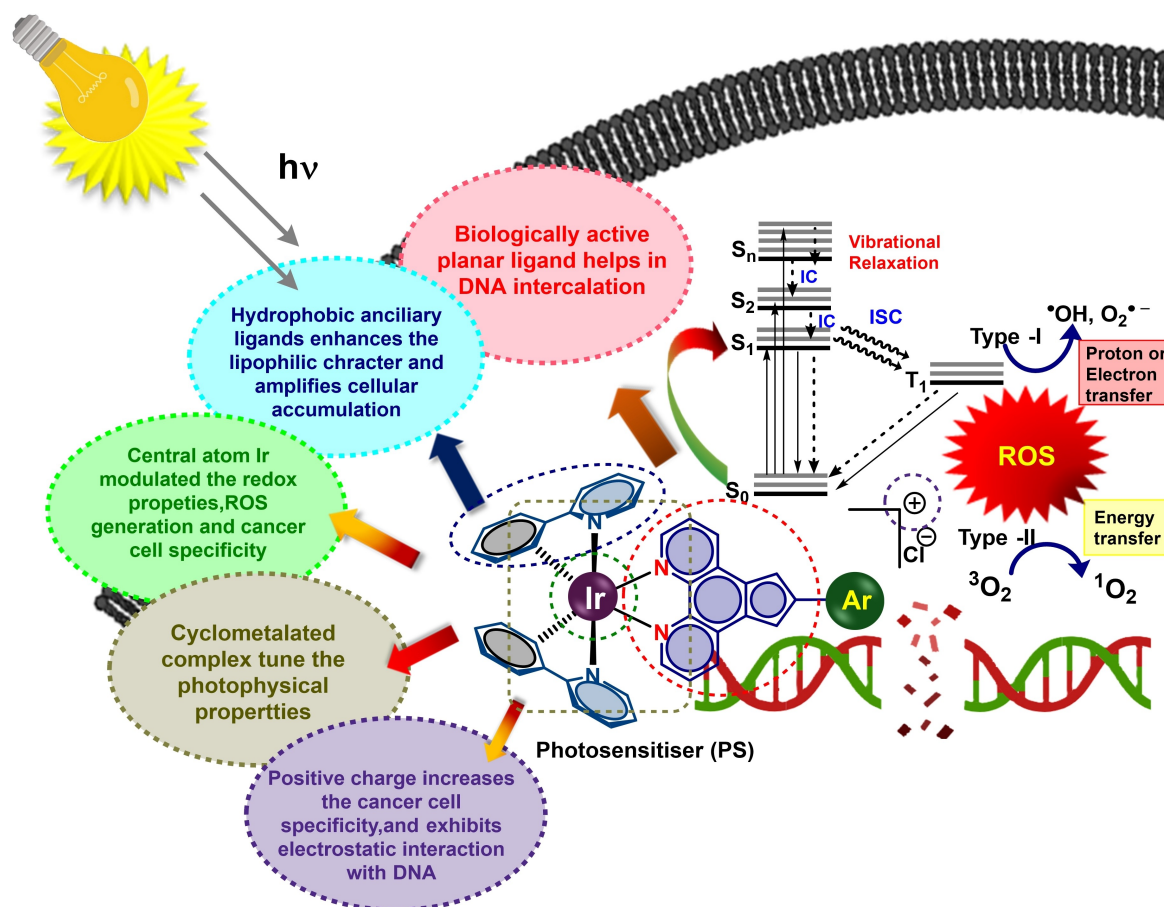 hν
Biologically active
planar ligand helps in
DNA intercalation
Hydrophobic anciliary
ligands enhances the
lipophilic chracter and
amplifies cellular
accumulation
Central atom Ir
modulated the redox
propeties,ROS
generation and cancer
cell specificity
Cyclometalated
complex tune the
photophysical
propertties
Positive charge increases
the cancer cell
specificity,and exhibits
electrostatic interaction
with DNA
Sn
Vibrational
Relaxation
IC
S2
IC
ISC
S1
T1
S0
Type -I
•OH, O2•−
Proton or
Electron
transfer
ROS
Energy
transfer
Type -II
3O2
1O2
+
Cl−
N
N
Ir
N
N
Ar
Photosensitiser (PS)